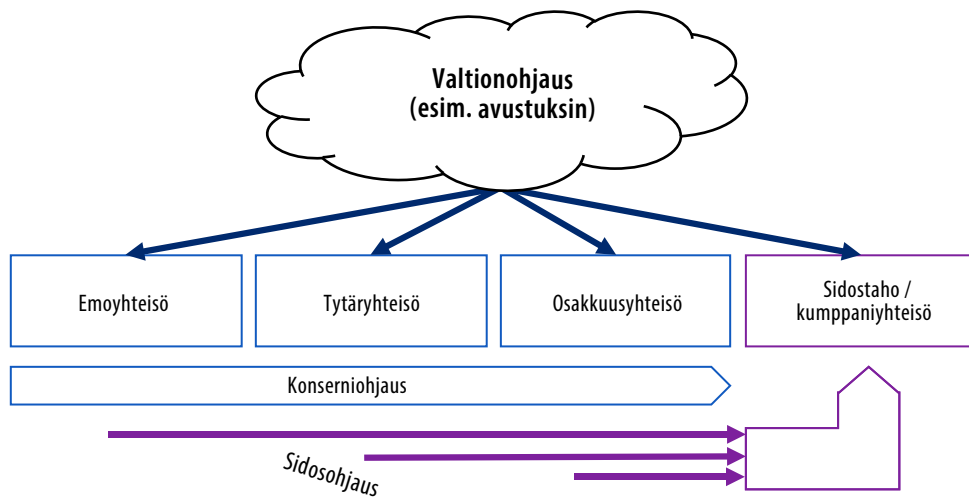 Valtionohjaus
(esim. avustuksin)
Emoyhteisö
Tytäryhteisö
Osakkuusyhteisö
Sidostaho /
kumppaniyhteisö
Konserniohjaus
Sidosohjaus